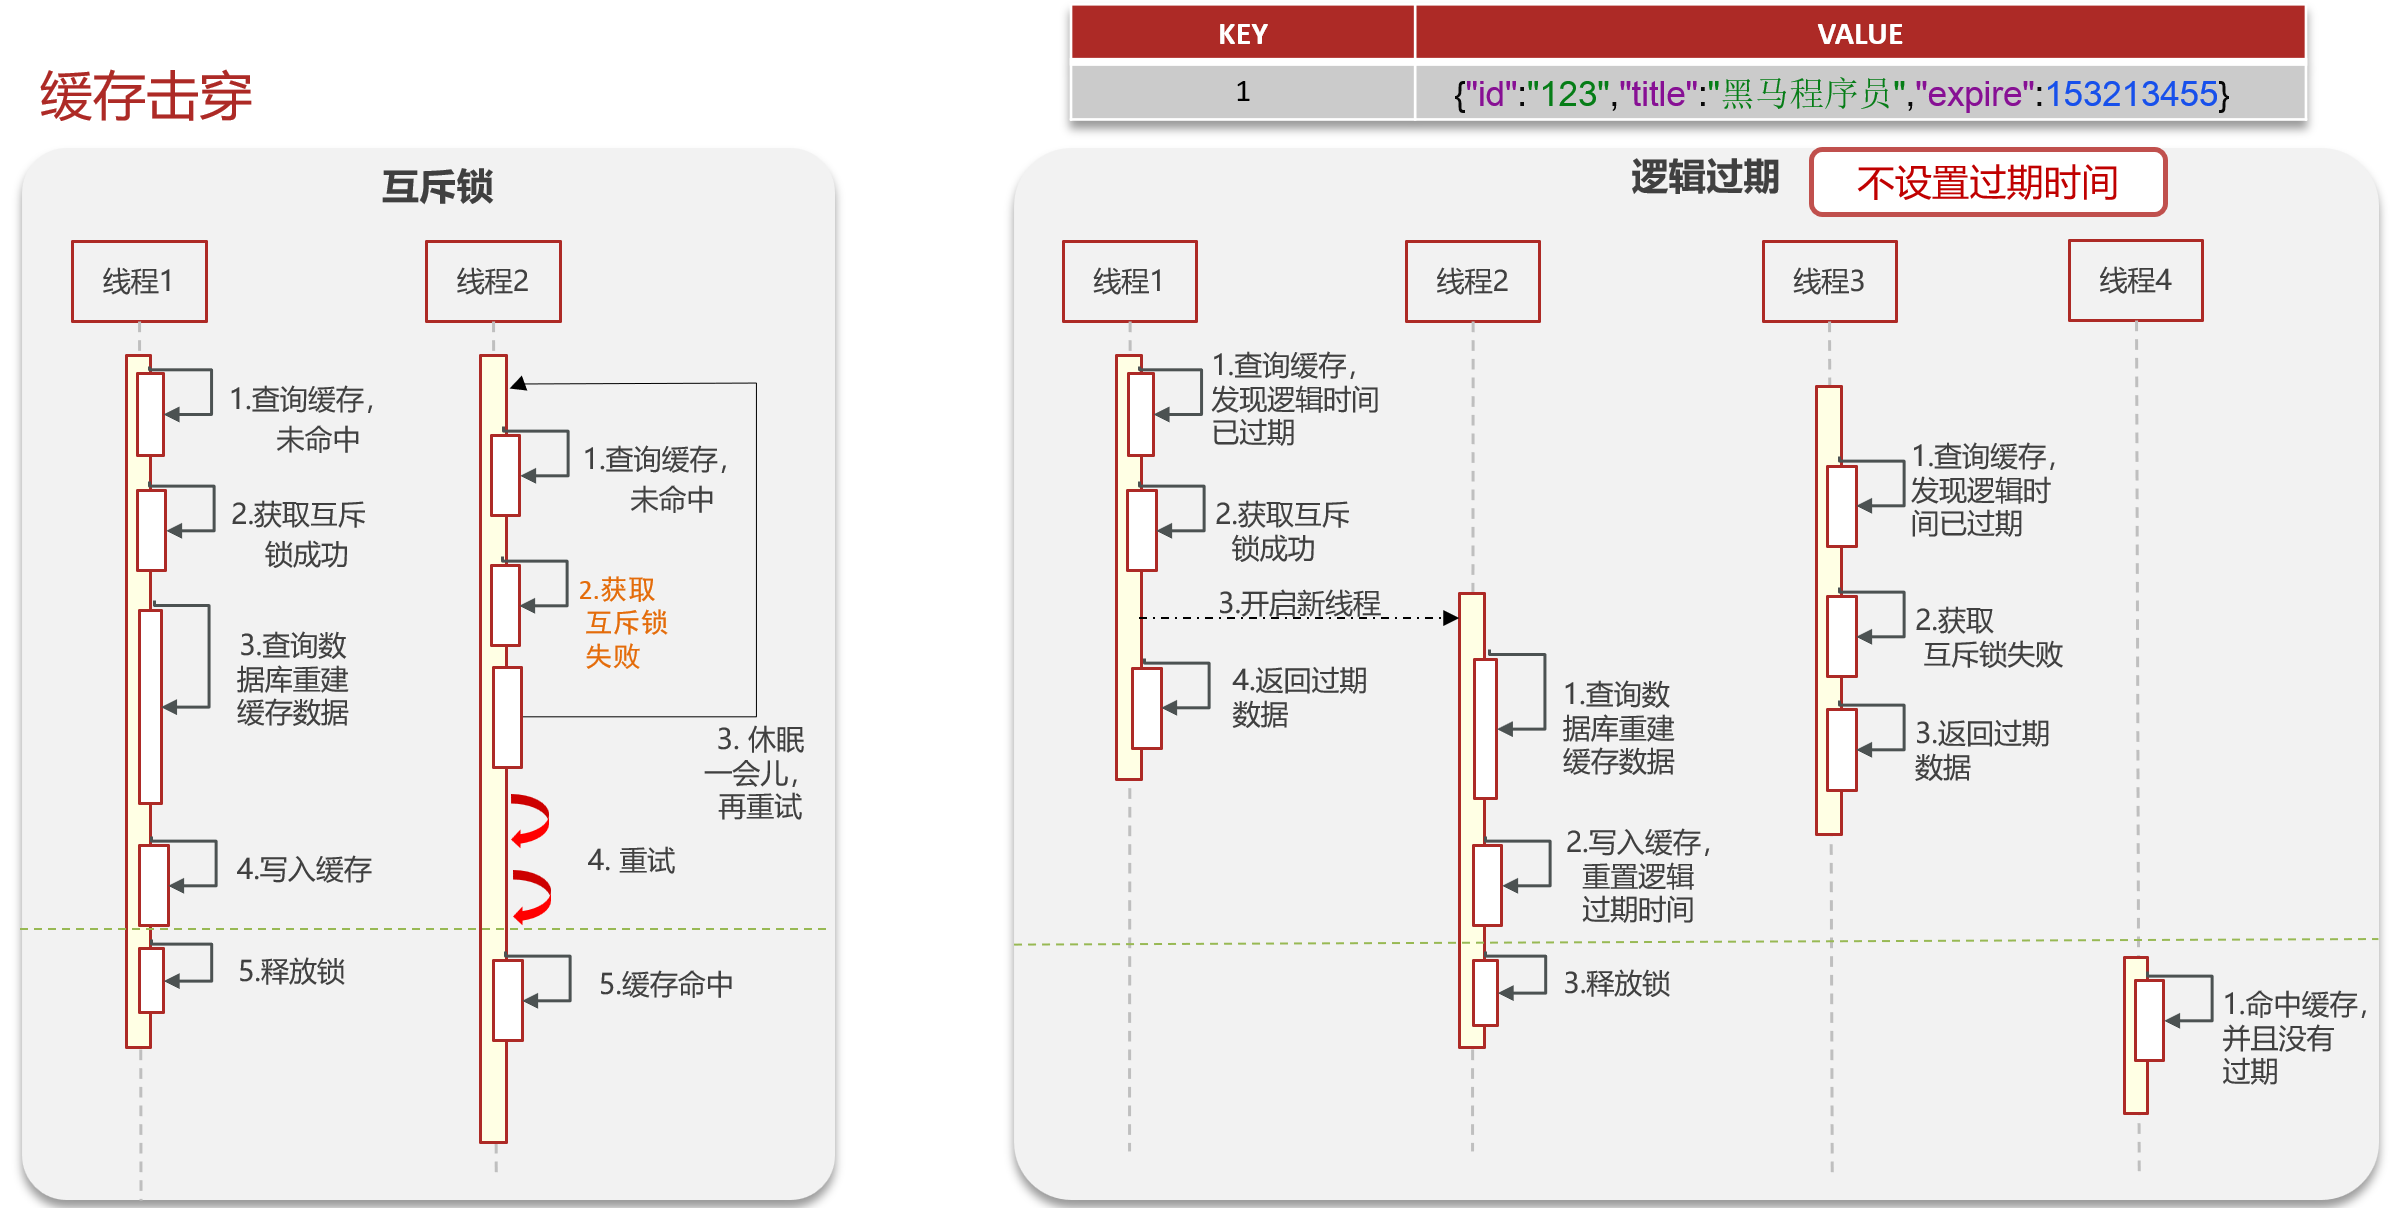 KEY
VALUE
1
{"id":"123","title":"黑马程序员","expire":153213455}
缓存击穿
互斥锁
线程1
线程2
1.查询缓存，
未命中
2.获取互斥
锁成功
3.查询数
据库重建
缓存数据
4.写入缓存
5.释放锁
1.查询缓存，
未命中
2.获取
互斥锁
失败
3. 休眠
一会儿，
再重试
4. 重试
5.缓存命中
逻辑过期
不设置过期时间
线程1
线程2
线程3
线程4
1.查询缓存，
发现逻辑时间
已过期
2.获取互斥
锁成功
3.开启新线程
4.返回过期
数据
1.查询数
据库重建
缓存数据
2.写入缓存，
重置逻辑
过期时间
3.释放锁
1.查询缓存，
发现逻辑时
间已过期
2.获取
互斥锁失败
3.返回过期
数据
1.命中缓存，
并且没有
过期